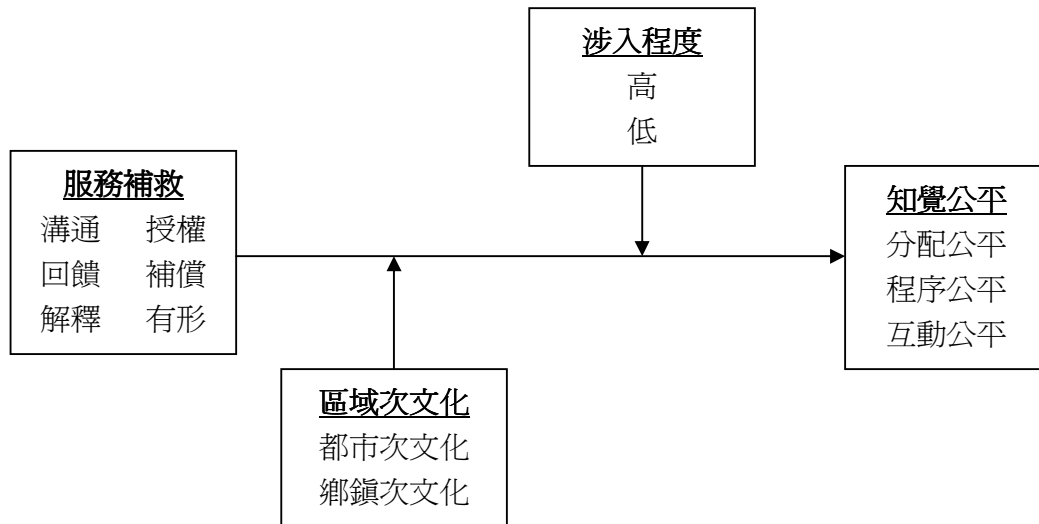 涉入程度
高
低
服務補救
溝通 授權
回饋 補償
解釋 有形
知覺公平
分配公平
程序公平
互動公平
區域次文化
都市次文化
鄉鎮次文化